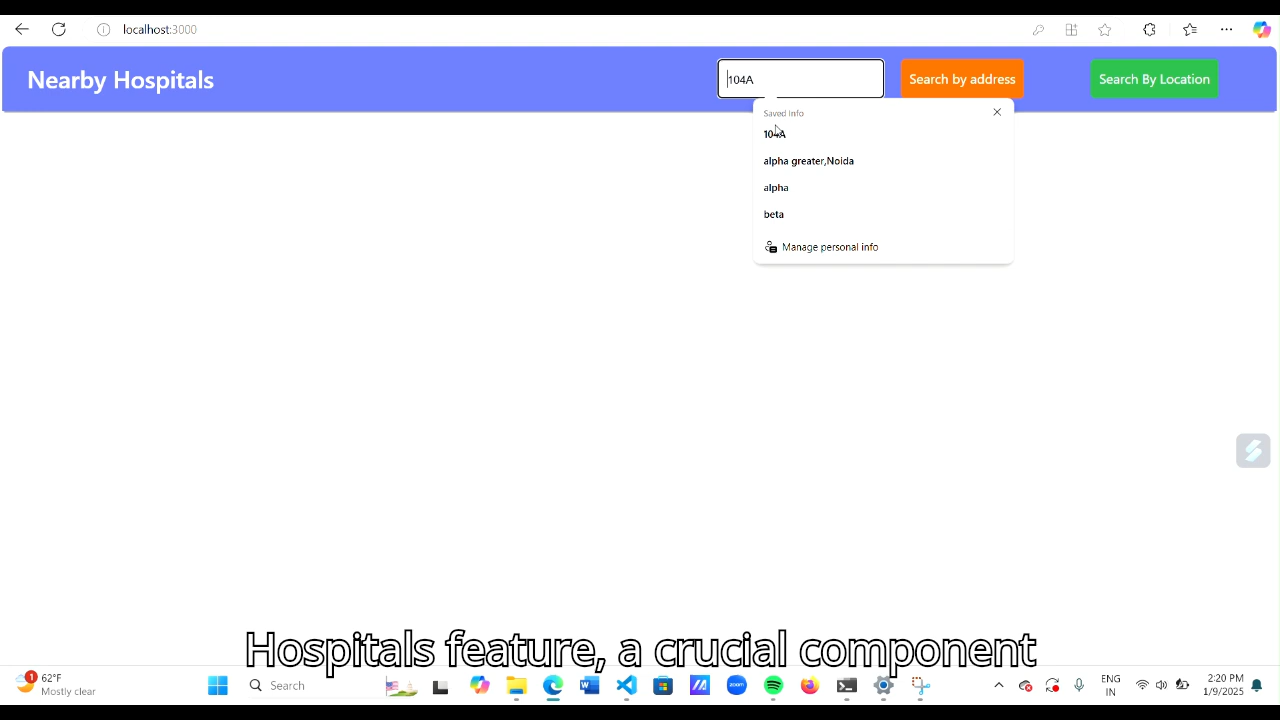 localhost:3000
Nearby Hospitals
104A
Search by address
Search By Location
Saved info
104A
alpha greater,Noida
alpha
beta
Manage personal info
Hospitals feature, a crucial component
1
62°F
Mostly clear
Search
zoom
ENG
IN
2:20 PM
1/9/2025